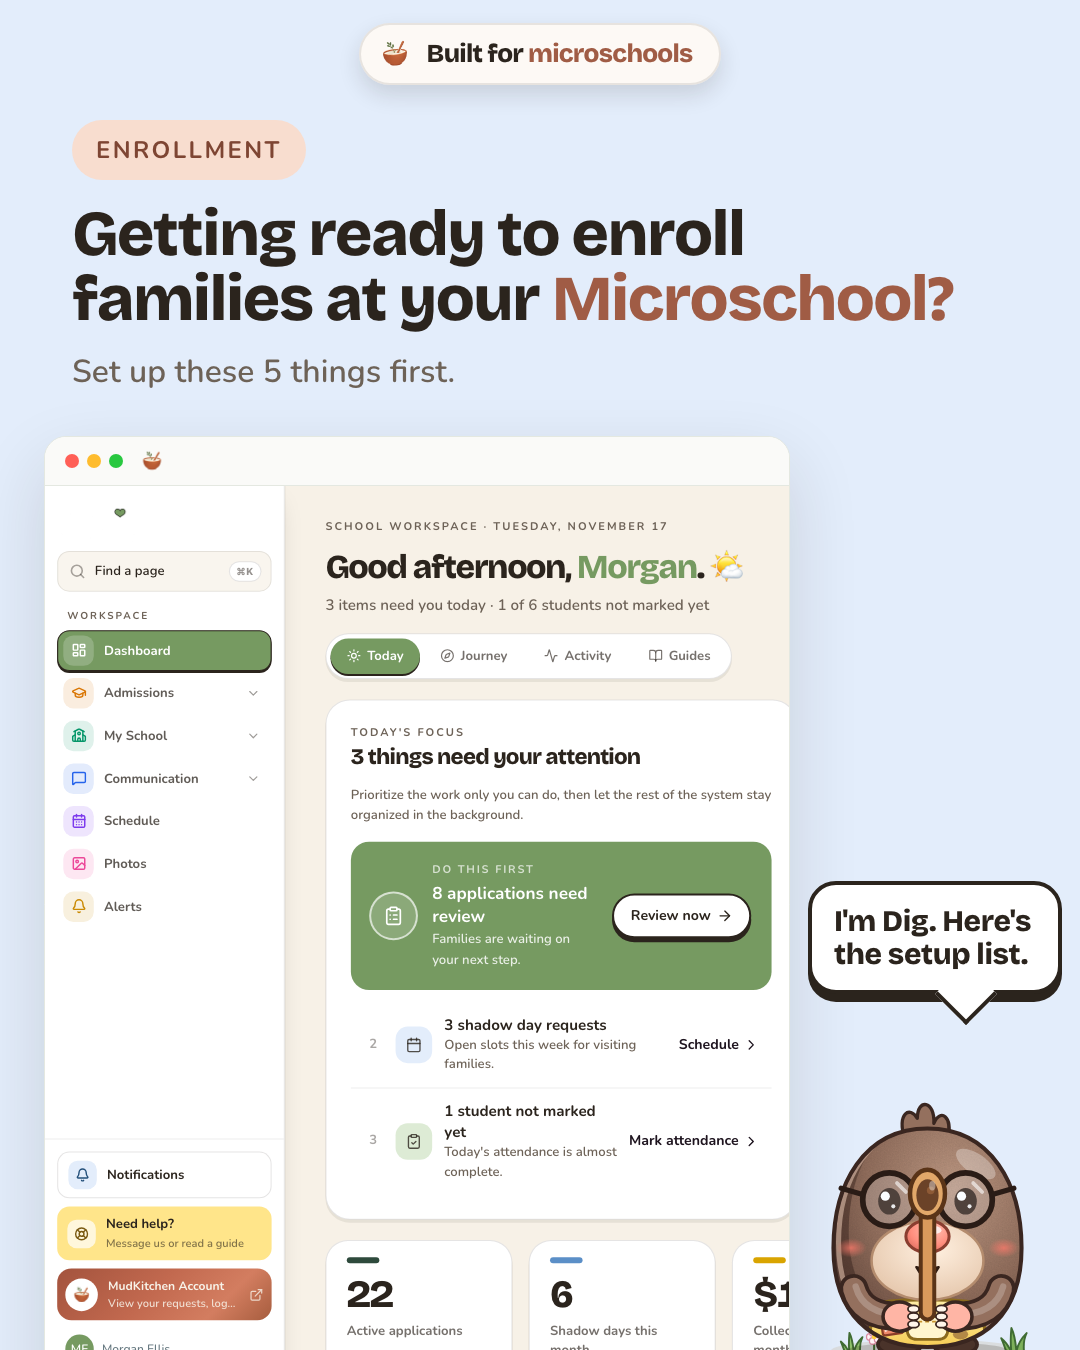 Built for microschools
ENROLLMENT
Getting ready to enroll
families at your Microschool?
Set up these 5 things first.
Find a page
⌘K
WORKSPACE
Dashboard
Admissions
My School
Communication
Schedule
Photos
Alerts
Notifications
Need help?
Message us or read a guide
MudKitchen Account
View your requests, log...
ME
Morgan Ellis
SCHOOL WORKSPACE · TUESDAY, NOVEMBER 17
Good afternoon, Morgan.
3 items need you today · 1 of 6 students not marked yet
Today
Journey
Activity
Guides
TODAY'S FOCUS
3 things need your attention
Prioritize the work only you can do, then let the rest of the system stay
organized in the background.
DO THIS FIRST
8 applications need
review
Families are waiting on
your next step.
Review now
2
3 shadow day requests
Open slots this week for visiting
families.
Schedule
3
1 student not marked
yet
Today's attendance is almost
complete.
Mark attendance
22
Active applications
6
Shadow days this
month
$1
Collec
month
I'm Dig. Here's
the setup list.